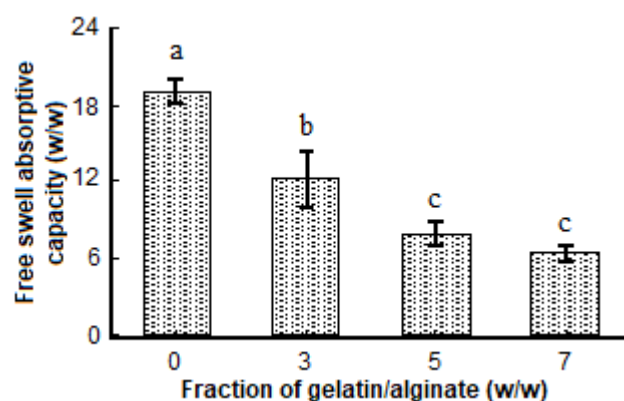 24
18
12
6
0
Free swell absorptive
capacity (w/w)
a
b
c
c
0 3 5 7
Fraction of gelatin/alginate (w/w)